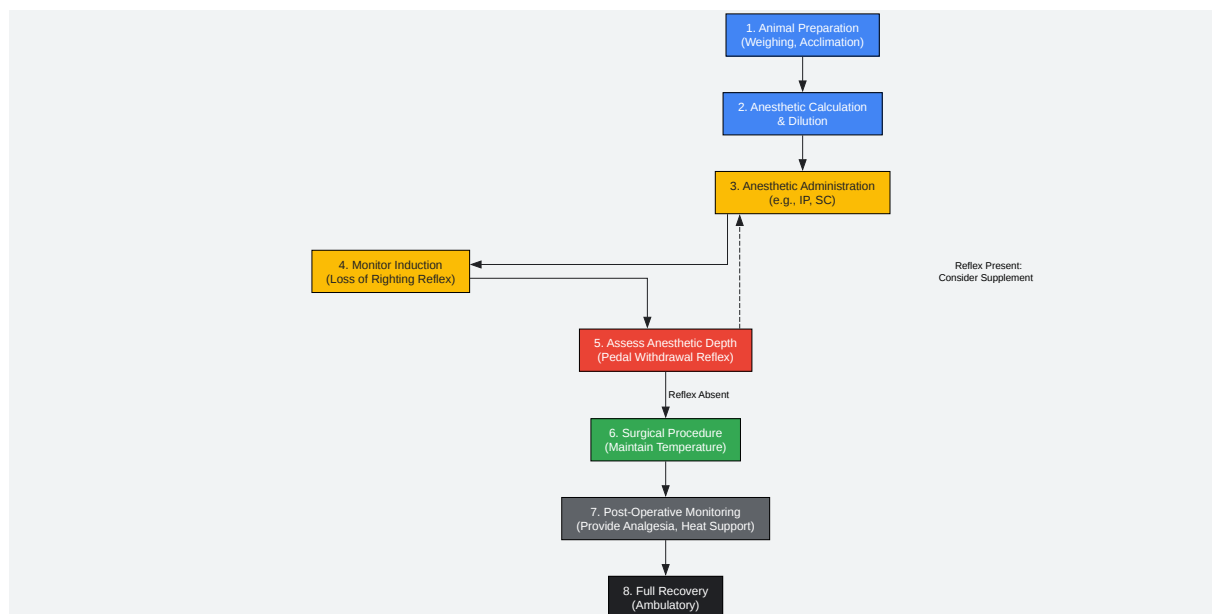 1. Animal Preparation
(Weighing, Acclimation)
2. Anesthetic Calculation
& Dilution
3. Anesthetic Administration
(e.g., IP, SC)
4. Monitor Induction
(Loss of Righting Reflex)
Reflex Present:
Consider Supplement
5. Assess Anesthetic Depth
(Pedal Withdrawal Reflex)
Reflex Absent
6. Surgical Procedure
(Maintain Temperature)
7. Post-Operative Monitoring
(Provide Analgesia, Heat Support)
8. Full Recovery
(Ambulatory)